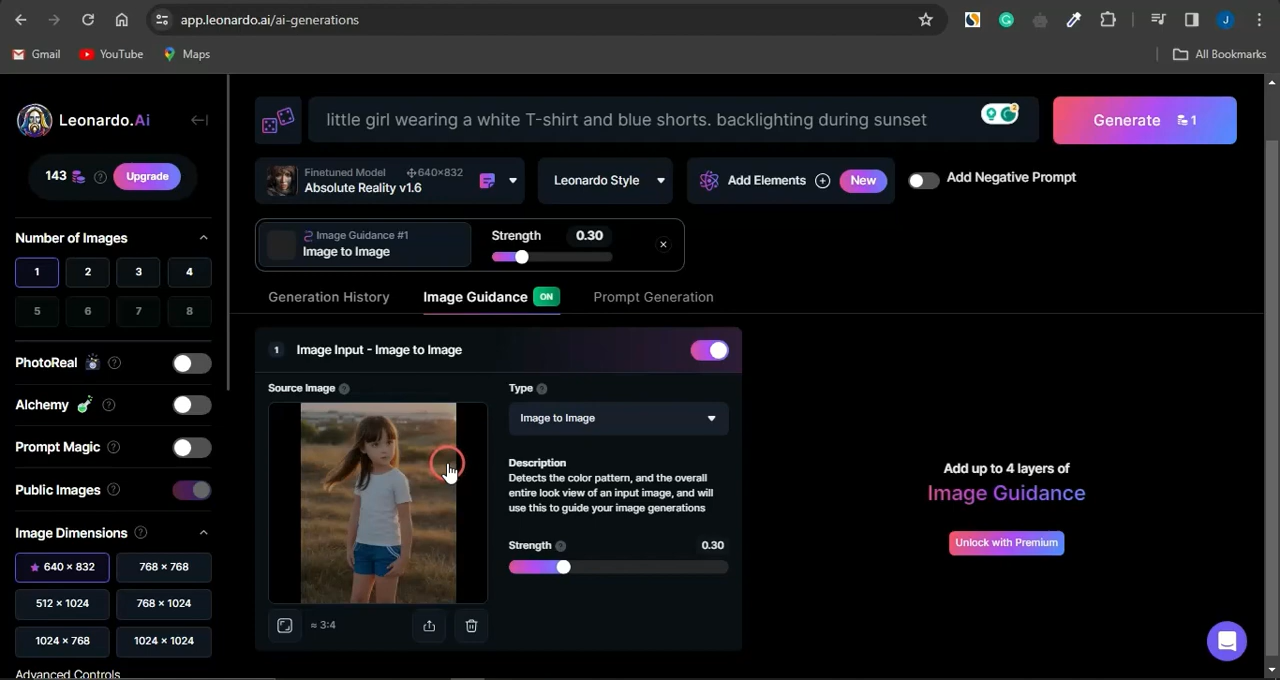 app.leonardo.ai/ai-generations
J
Gmail
YouTube
Maps
All Bookmarks
Leonardo.Ai
143
Upgrade
little girl wearing a white T-shirt and blue shorts. backlighting during sunset
2
Generate 1
Finetuned Model 640×832
Absolute Reality v1.6
Leonardo Style
Add Elements
New
Add Negative Prompt
Image Guidance #1
Image to Image
Strength 0.30
Number of Images
1 2 3 4
5 6 7 8
PhotoReal
Alchemy
Prompt Magic
Public Images
Image Dimensions
640 × 832
768 × 768
512 × 1024
768 × 1024
1024 × 768
1024 × 1024
Advanced Controls
Generation History
Image Guidance ON
Prompt Generation
1 Image Input - Image to Image
Source Image
Type
Image to Image
Description
Detects the color pattern, and the overall
entire look view of an input image, and will
use this to guide your image generations
Strength 0.30
≈ 3:4
Add up to 4 layers of
Image Guidance
Unlock with Premium